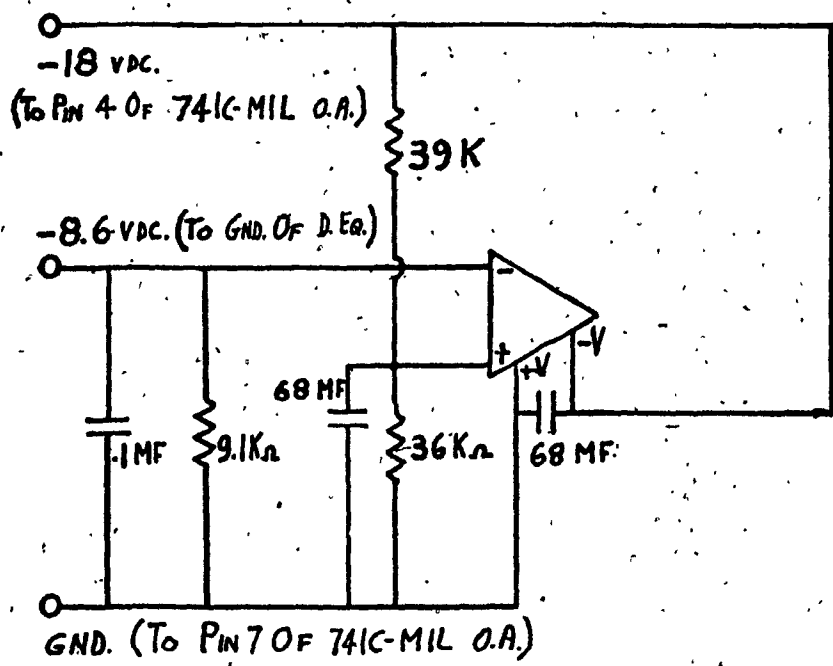 -18 VDC.
(TO PIN 4 OF 741C-MIL O.A.)
39K
-8.6 VDC. (TO GND. OF D. EQ.)
-
+
+V
-V
68 MF
.1MF
9.1KΩ
36KΩ
68 MF.
GND. (TO PIN 7 OF 741C-MIL O.A.)